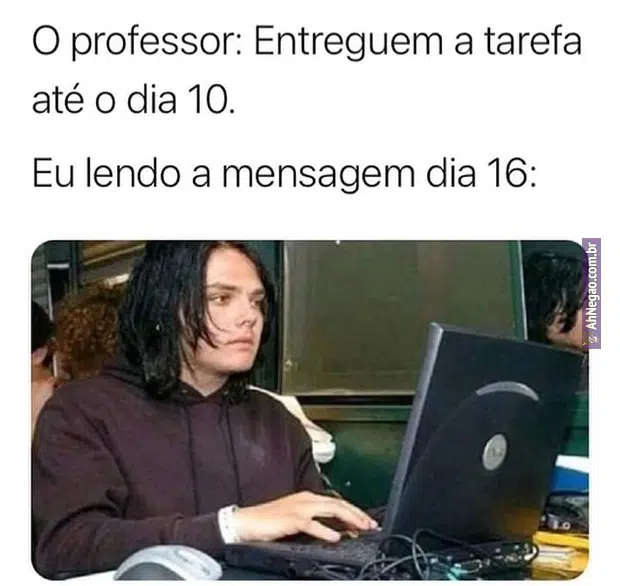 O professor: Entreguem a tarefa
até o dia 10.
Eu lendo a mensagem dia 16:
AhNegao.com.br